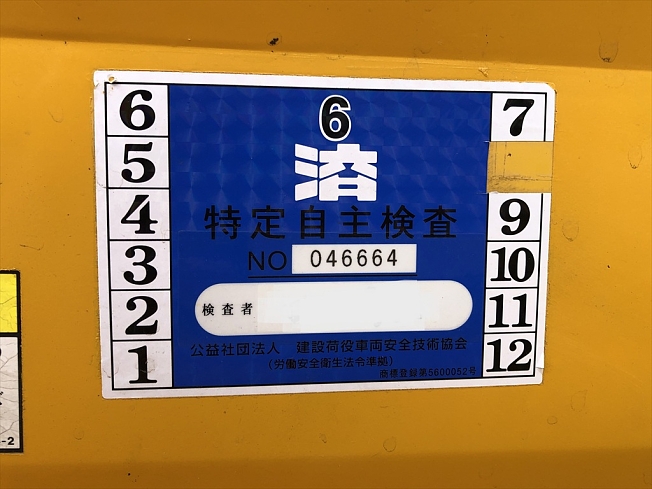 6
済
特定自主検査
NO 046664
検査者
公益社団法人 建設荷役車両安全技術協会
(労働安全衛生法令準拠)
商標登録第5600052号
6
5
4
3
2
1
7
9
10
11
12
-2